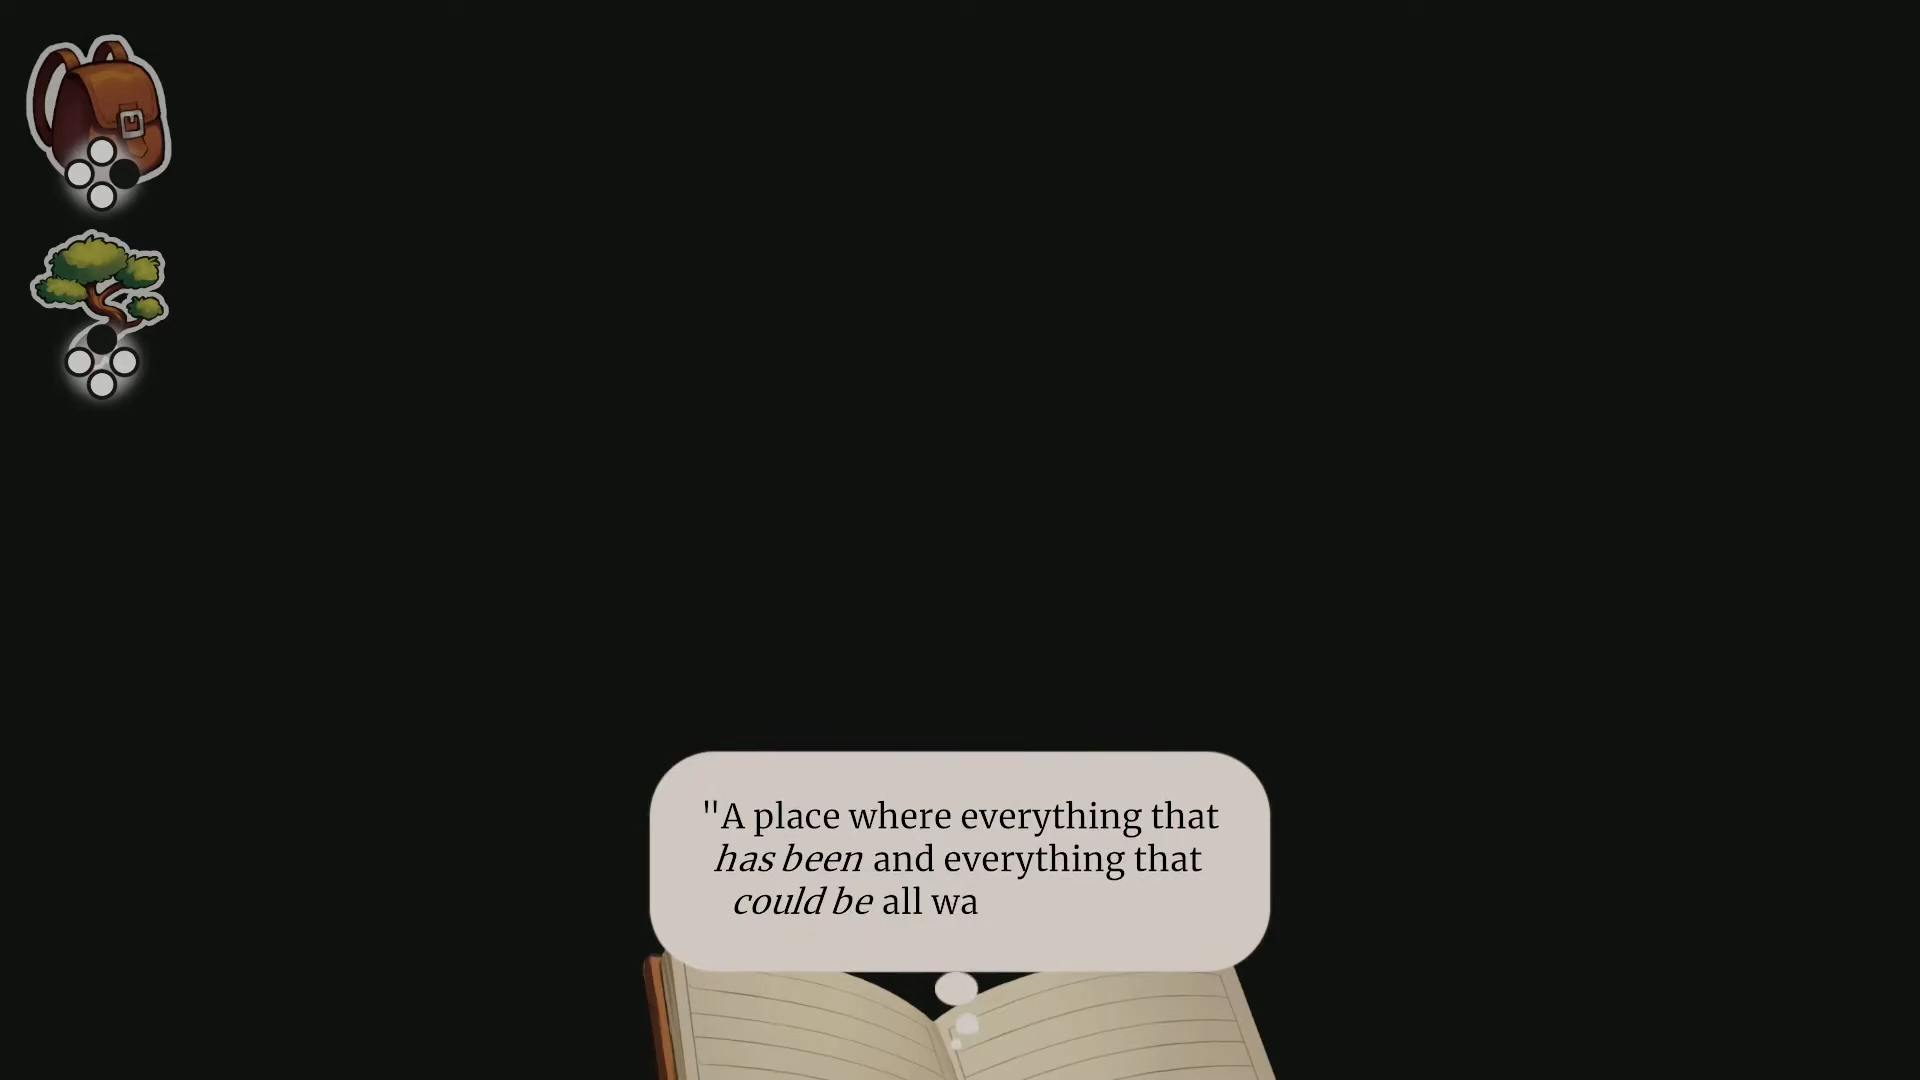 "A place where everything that
has been and everything that
could be all wa